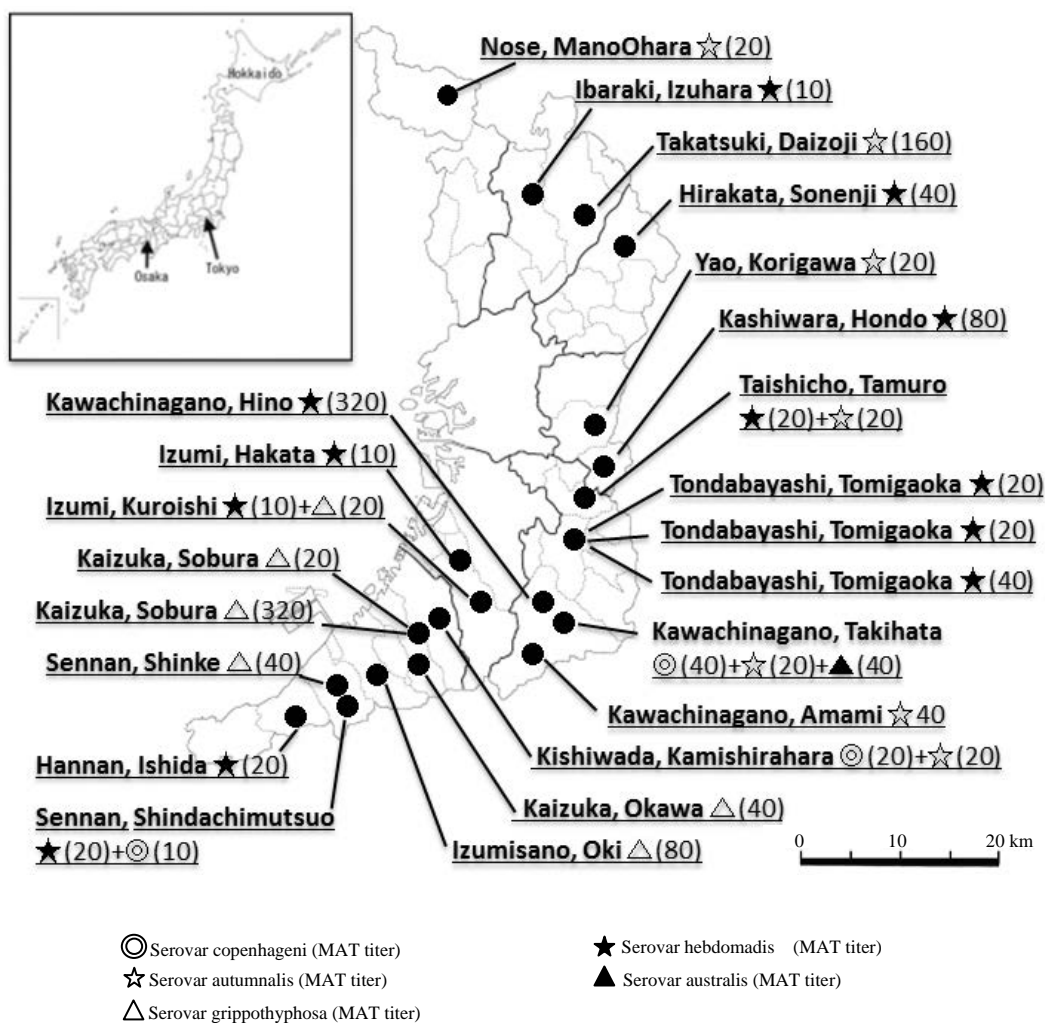 Hokkaido
Tokyo
Osaka
Nose, ManoOhara ☆(20)
Ibaraki, Izuhara ★(10)
Takatsuki, Daizoji ☆(160)
Hirakata, Sonenji ★(40)
Yao, Korigawa ☆(20)
Kashiwara, Hondo ★(80)
Taishicho, Tamuro
★(20)+☆(20)
Tondabayashi, Tomigaoka ★(20)
Tondabayashi, Tomigaoka ★(20)
Tondabayashi, Tomigaoka ★(40)
Kawachinagano, Takihata
◎(40)+☆(20)+▲(40)
Kawachinagano, Amami ☆40
Kishiwada, Kamishirahara ◎(20)+☆(20)
Kaizuka, Okawa △(40)
Izumisano, Oki △(80)
Kawachinagano, Hino ★(320)
Izumi, Hakata ★(10)
Izumi, Kuroishi ★(10)+△(20)
Kaizuka, Sobura △(20)
Kaizuka, Sobura △(320)
Sennan, Shinke △(40)
Hannan, Ishida ★(20)
Sennan, Shindachimutsuo
★(20)+◎(10)
0 10 20 km
◎ Serovar copenhageni (MAT titer)
☆ Serovar autumnalis (MAT titer)
△ Serovar grippothyphosa (MAT titer)
★ Serovar hebdomadis (MAT titer)
▲ Serovar australis (MAT titer)